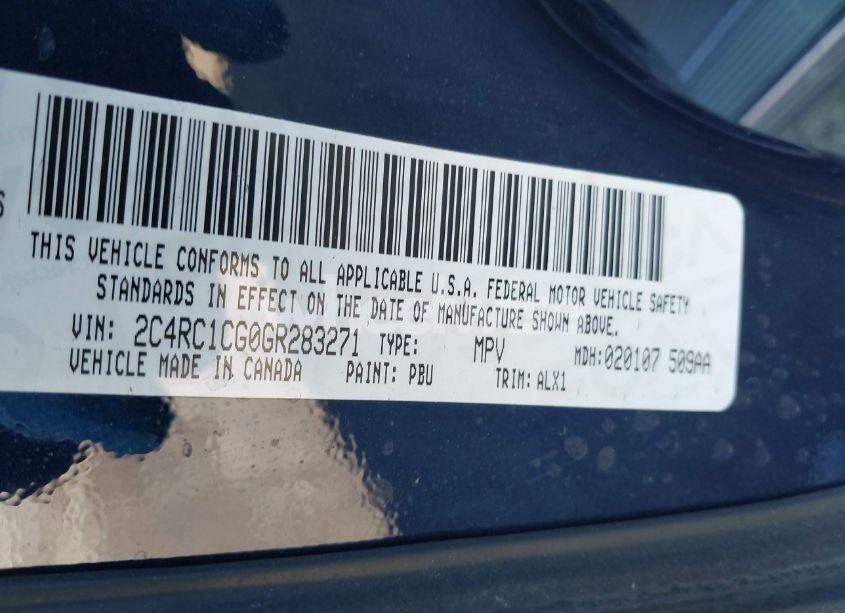 THIS VEHICLE CONFORMS TO ALL APPLICABLE U.S.A. FEDERAL MOTOR VEHICLE SAFETY
STANDARDS IN EFFECT ON THE DATE OF MANUFACTURE SHOWN ABOVE.
VIN: 2C4RC1CG0GR283271 TYPE: MPV MDH:020107 509AA
VEHICLE MADE IN CANADA PAINT: PBU TRIM: ALX1